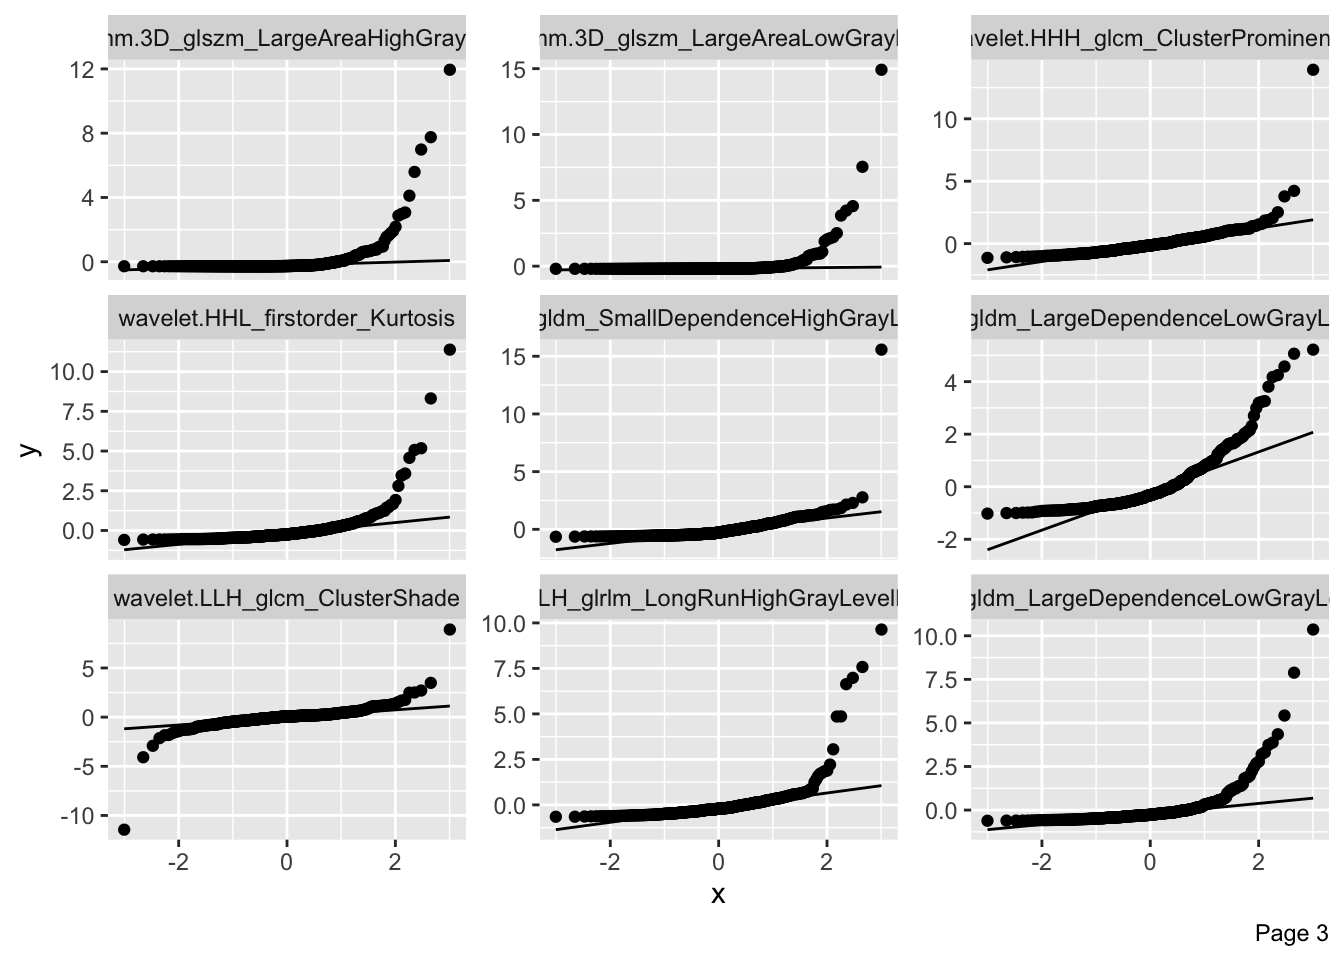 nm.3D_glszm_LargeAreaHighGray
nm.3D_glszm_LargeAreaLowGrayl
avelet.HHH_glcm_ClusterProminen
12
8
4
0
15
10
5
0
10
5
0
wavelet.HHL_firstorder_Kurtosis
gldm_SmallDependenceHighGrayL
gldm_LargeDependenceLowGrayL
y
10.0
7.5
5.0
2.5
0.0
15
10
5
0
4
2
0
-2
wavelet.LLH_glcm_ClusterShade
LH_glrlm_LongRunHighGrayLevell
gldm_LargeDependenceLowGrayLe
5
0
-5
-10
10.0
7.5
5.0
2.5
0.0
10.0
7.5
5.0
2.5
0.0
-2 0 2
-2 0 2
-2 0 2
x
Page 3